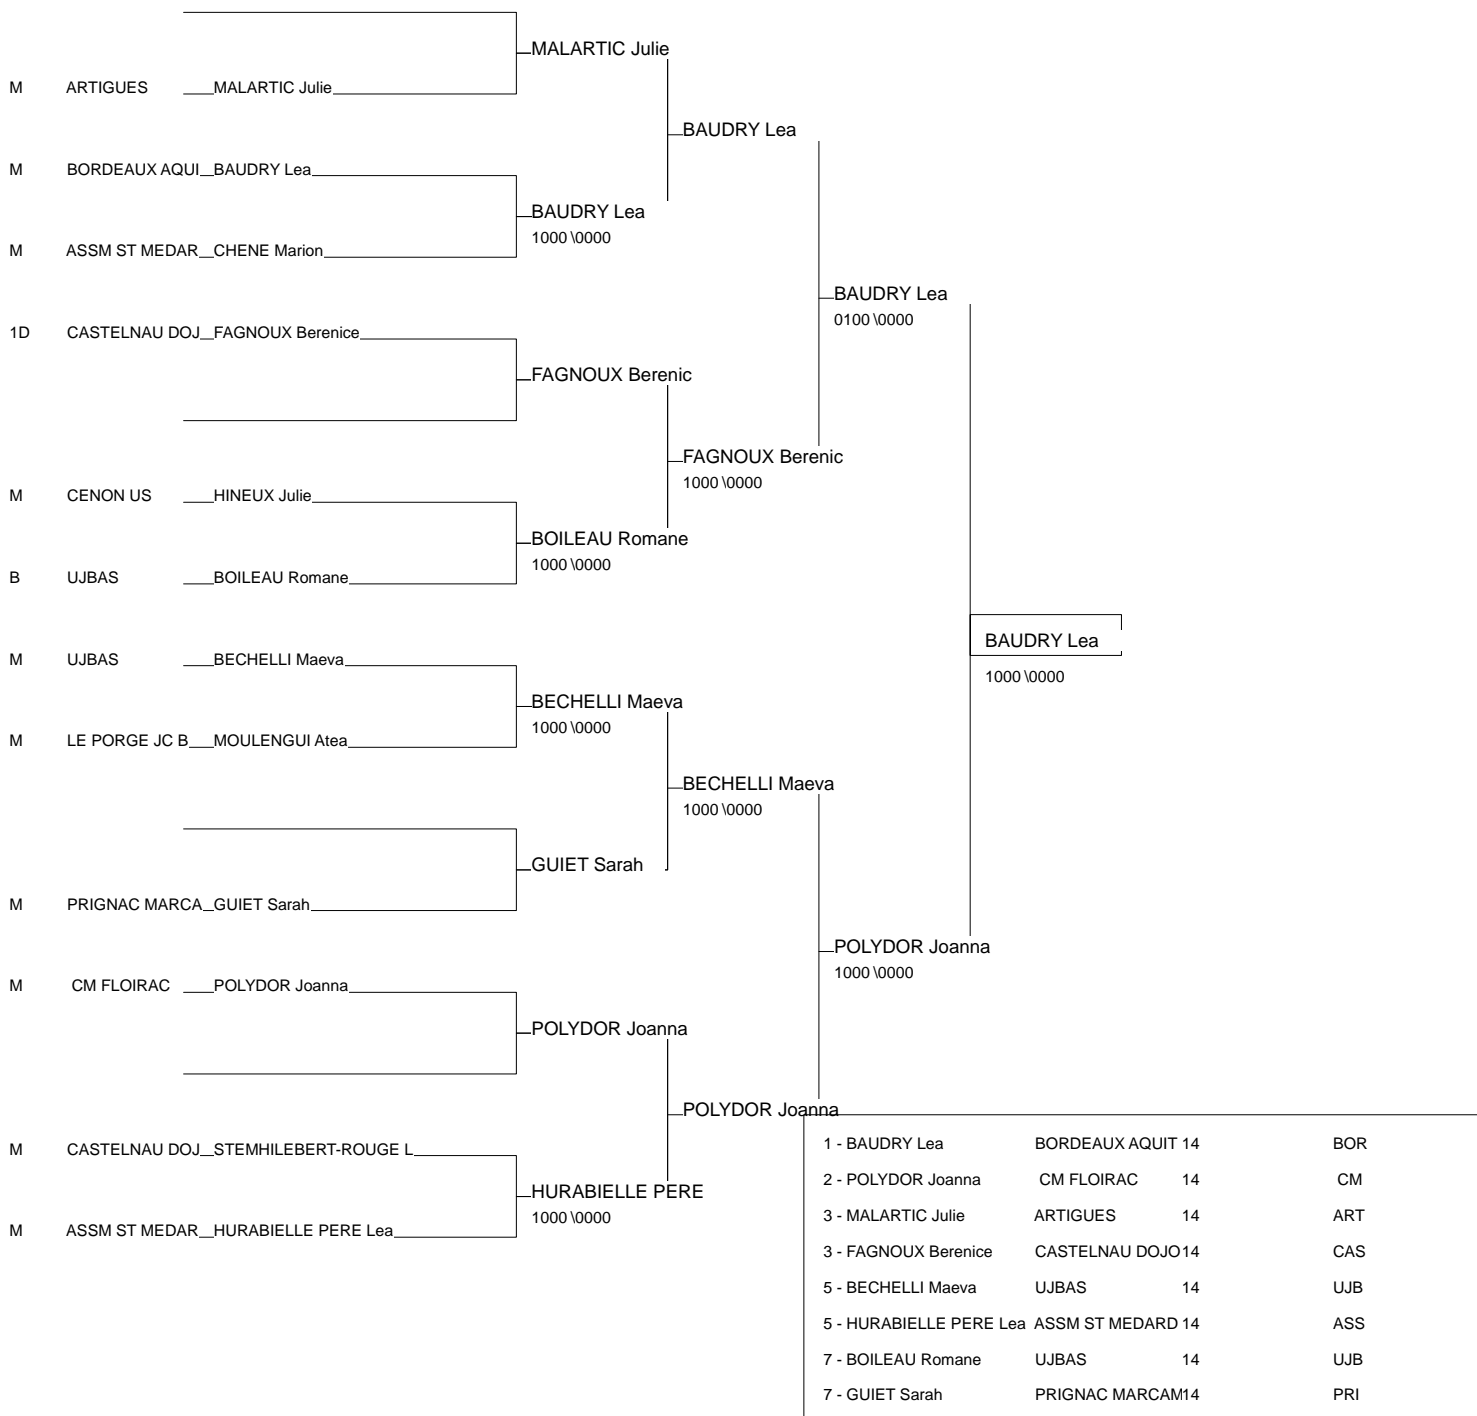 MALARTIC Julie
M ARTIGUES MALARTIC Julie
BAUDRY Lea
M BORDEAUX AQUI BAUDRY Lea
BAUDRY Lea
1000 \0000
M ASSM ST MEDAR CHENE Marion
BAUDRY Lea
0100 \0000
1D CASTELNAU DOJ FAGNOUX Berenice
FAGNOUX Berenic
FAGNOUX Berenic
1000 \0000
M CENON US HINEUX Julie
BOILEAU Romane
1000 \0000
B UJBAS BOILEAU Romane
BAUDRY Lea
1000 \0000
M UJBAS BECHELLI Maeva
BECHELLI Maeva
1000 \0000
M LE PORGE JC B MOULENGUI Atea
BECHELLI Maeva
1000 \0000
GUIET Sarah
M PRIGNAC MARCA GUIET Sarah
POLYDOR Joanna
1000 \0000
M CM FLOIRAC POLYDOR Joanna
POLYDOR Joanna
POLYDOR Joanna
M CASTELNAU DOJ STEMHILEBERT-ROUGE L
HURABIELLE PERE
1000 \0000
M ASSM ST MEDAR HURABIELLE PERE Lea
1 - BAUDRY Lea BORDEAUX AQUIT 14 BOR
2 - POLYDOR Joanna CM FLOIRAC 14 CM
3 - MALARTIC Julie ARTIGUES 14 ART
3 - FAGNOUX Berenice CASTELNAU DOJO 14 CAS
5 - BECHELLI Maeva UJBAS 14 UJB
5 - HURABIELLE PERE Lea ASSM ST MEDARD 14 ASS
7 - BOILEAU Romane UJBAS 14 UJB
7 - GUIET Sarah PRIGNAC MARCAM 14 PRI